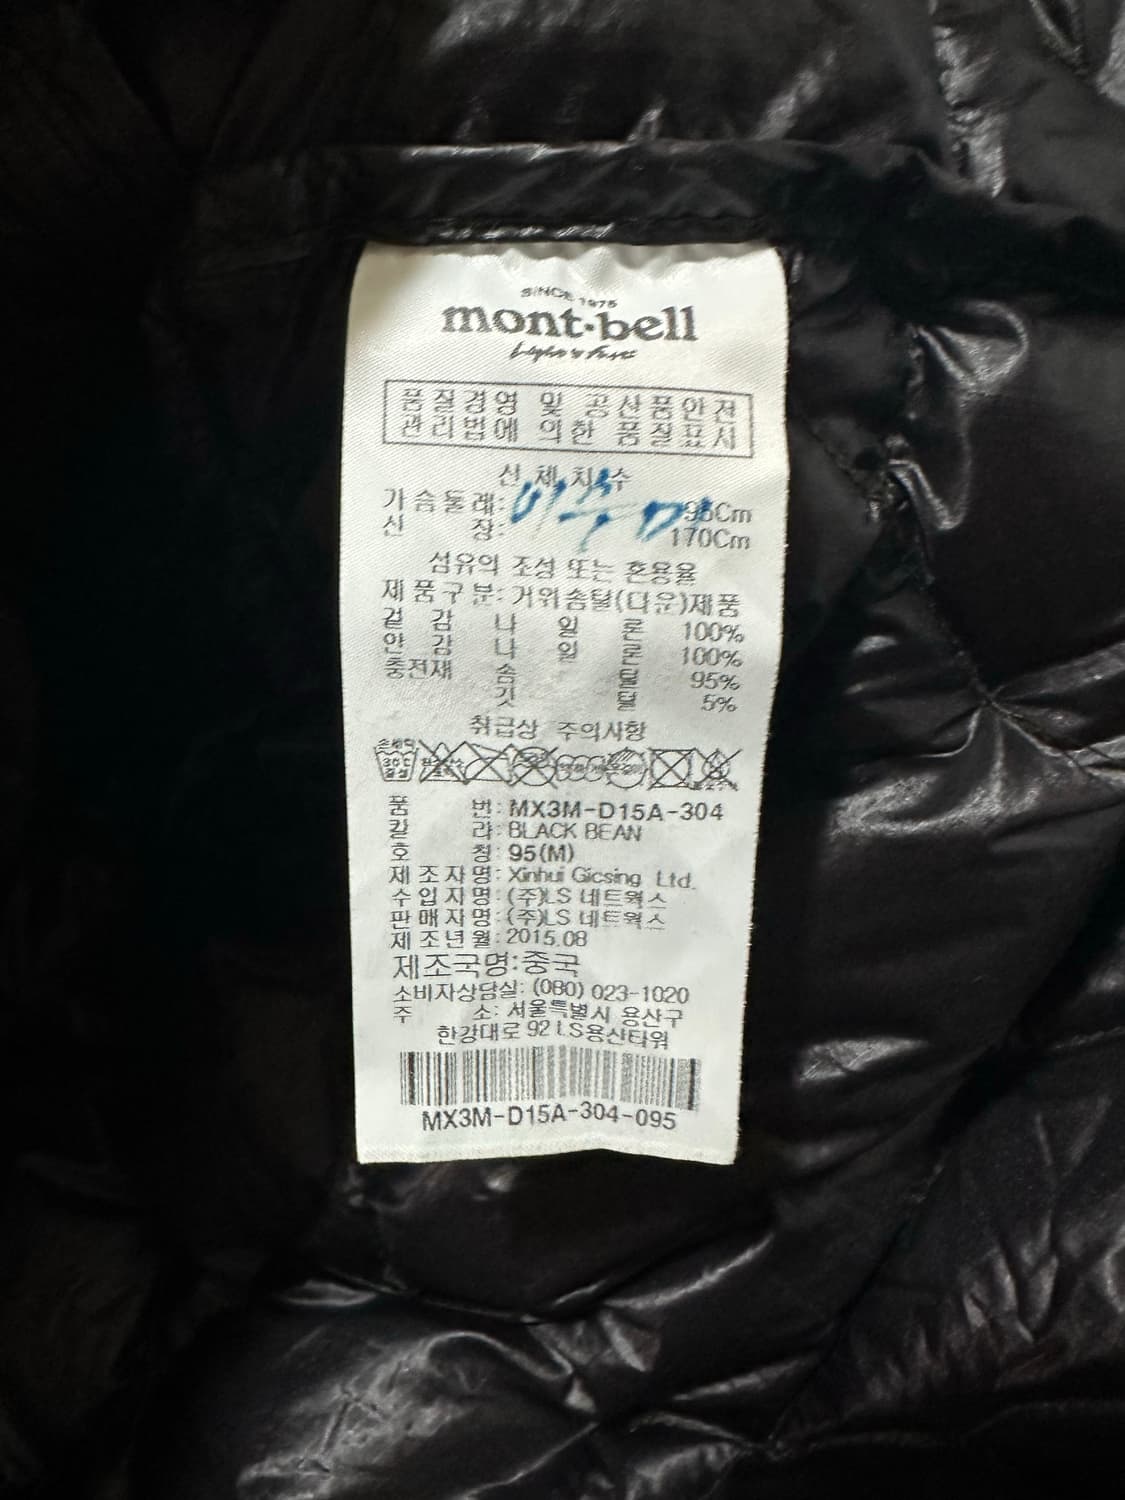 SINCE 1975
mont-bell
Light & Fast
품질경영 및 공산품안전
관리법에 의한 품질표시
신체치수
가슴둘레: 95Cm
신 장: 170Cm
섬유의 조성 또는 혼용율
제품구분: 거위솜털(다운)제품
겉 감 나 일 론 100%
안 감 나 일 론 100%
충전재 솜 털 95%
깃 털 5%
취급상 주의사항
손세탁
30℃
중성
품 번: MX3M-D15A-304
칼 라: BLACK BEAN
호 칭: 95(M)
제조자명: Xinhui Gicsing Ltd.
수입자명: (주)LS 네트웍스
판매자명: (주)LS 네트웍스
제조년월: 2015.08
제조국명: 중국
소비자상담실: (080) 023-1020
주 소: 서울특별시 용산구
한강대로 92 LS용산타워
MX3M-D15A-304-095